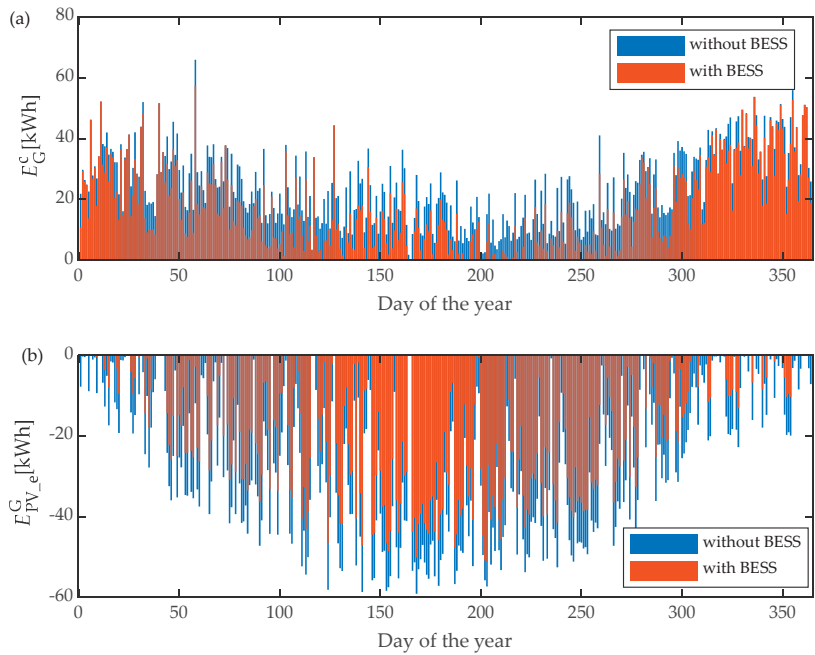 (a)
80
60
40
20
0
E_G^c[kWh]
without BESS
with BESS
0 50 100 150 200 250 300 350
Day of the year
(b)
0
-20
-40
-60
E_PV_e^G[kWh]
without BESS
with BESS
0 50 100 150 200 250 300 350
Day of the year